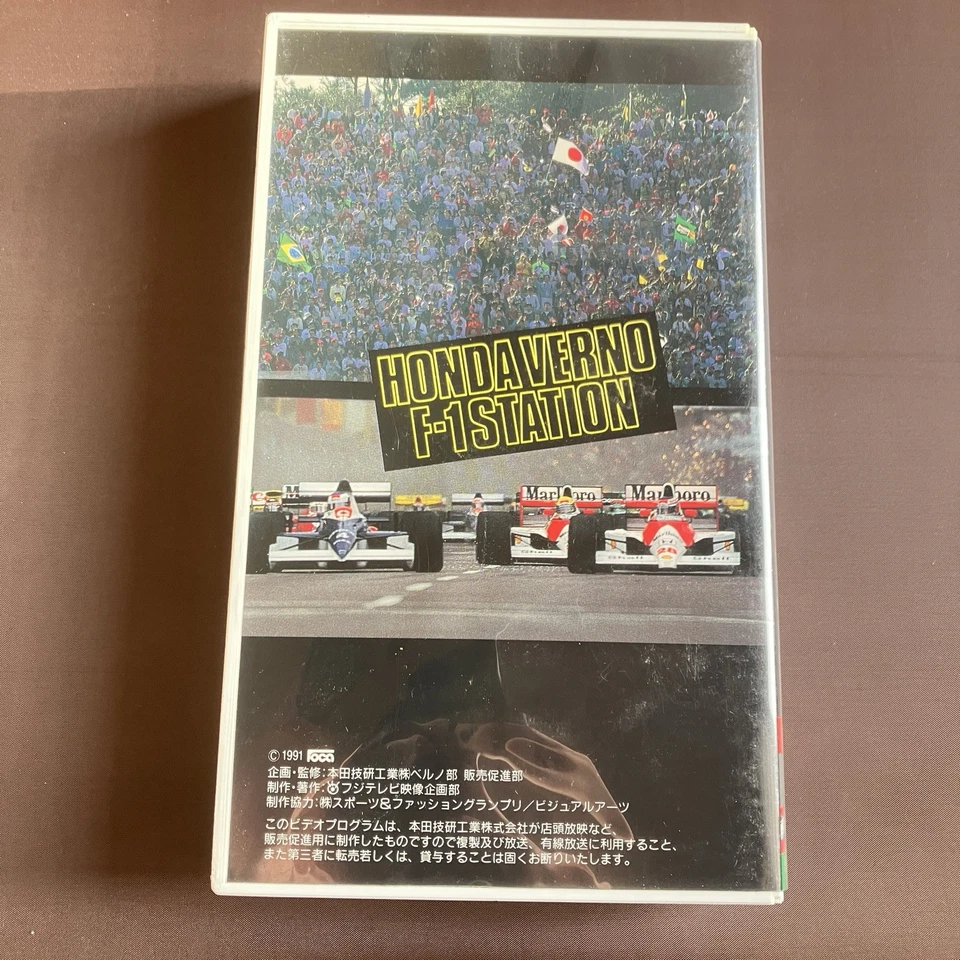 HONDA VERNO
F-1 STATION
Marlboro Marlboro
Shell Shell
© 1991 foca
企画・監修：本田技研工業㈱ベルノ部 販売促進部
制作・著作：フジテレビ映像企画部
制作協力：㈱スポーツ&ファッショングランプリ／ビジュアルアーツ
このビデオプログラムは、本田技研工業株式会社が店頭放映など、
販売促進用に制作したものですので複製及び放送、有線放送に利用すること、
また第三者に転売若しくは、貸与することは固くお断りいたします。